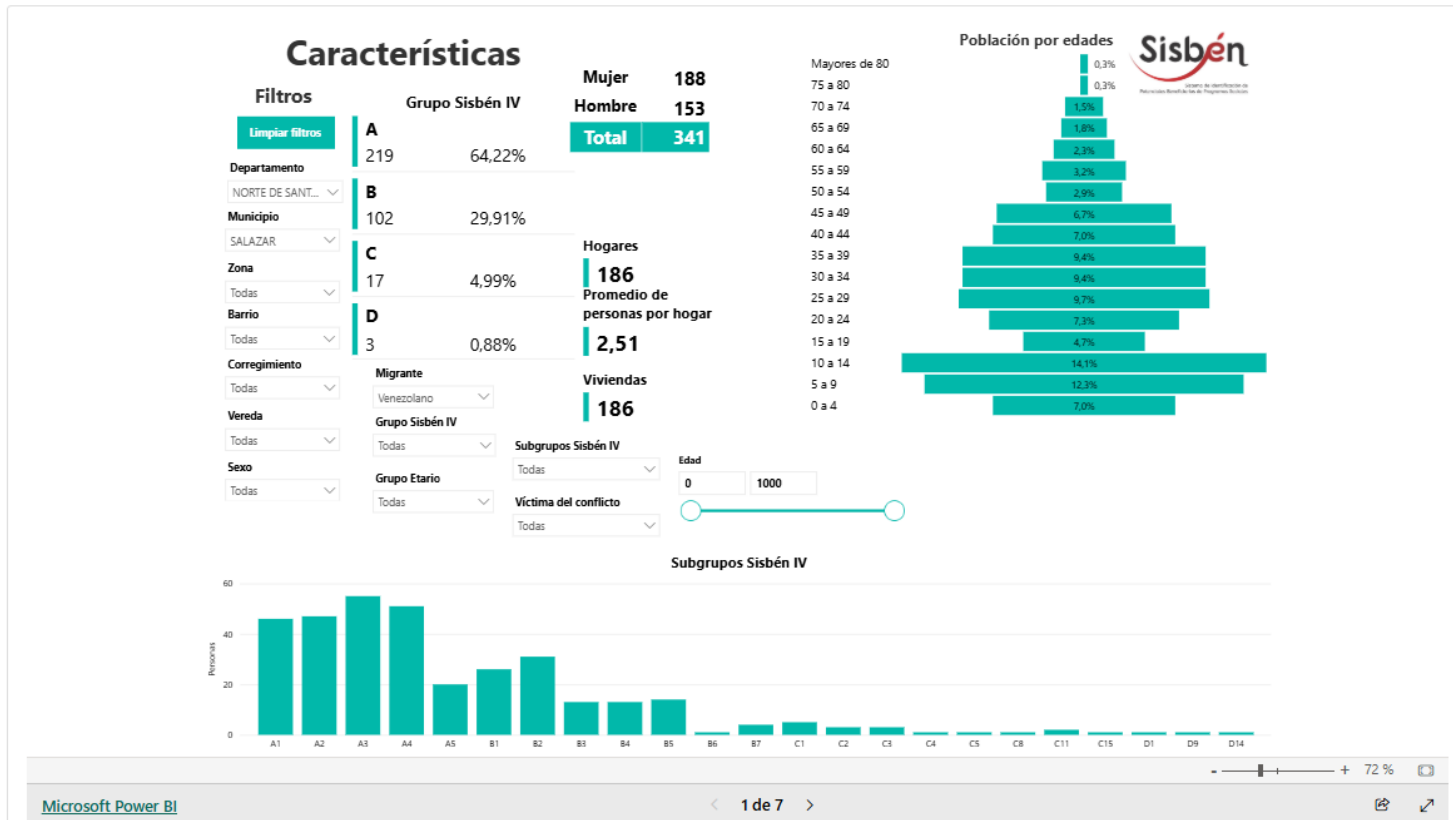 Características
Filtros
Limpiar filtros
Departamento
NORTE DE SANT...
Municipio
SALAZAR
Zona
Todas
Barrio
Todas
Corregimiento
Todas
Vereda
Todas
Sexo
Todas
Grupo Sisbén IV
A
219 64,22%
B
102 29,91%
C
17 4,99%
D
3 0,88%
Migrante
Venezolano
Grupo Sisbén IV
Todas
Grupo Etario
Todas
Mujer 188
Hombre 153
Total 341
Hogares
186
Promedio de
personas por hogar
2,51
Viviendas
186
Subgrupos Sisbén IV
Todas
Víctima del conflicto
Todas
Edad
0 1000
Población por edades
Sisbén
Sistema de Identificación de
Potenciales Beneficiarios de Programas Sociales
Mayores de 80 0,3%
75 a 80 0,3%
70 a 74 1,5%
65 a 69 1,8%
60 a 64 2,3%
55 a 59 3,2%
50 a 54 2,9%
45 a 49 6,7%
40 a 44 7,0%
35 a 39 9,4%
30 a 34 9,4%
25 a 29 9,7%
20 a 24 7,3%
15 a 19 4,7%
10 a 14 14,1%
5 a 9 12,3%
0 a 4 7,0%
Subgrupos Sisbén IV
Personas
60
40
20
0
A1 A2 A3 A4 A5 B1 B2 B3 B4 B5 B6 B7 C1 C2 C3 C4 C5 C8 C11 C15 D1 D9 D14
- + 72 %
Microsoft Power BI
1 de 7